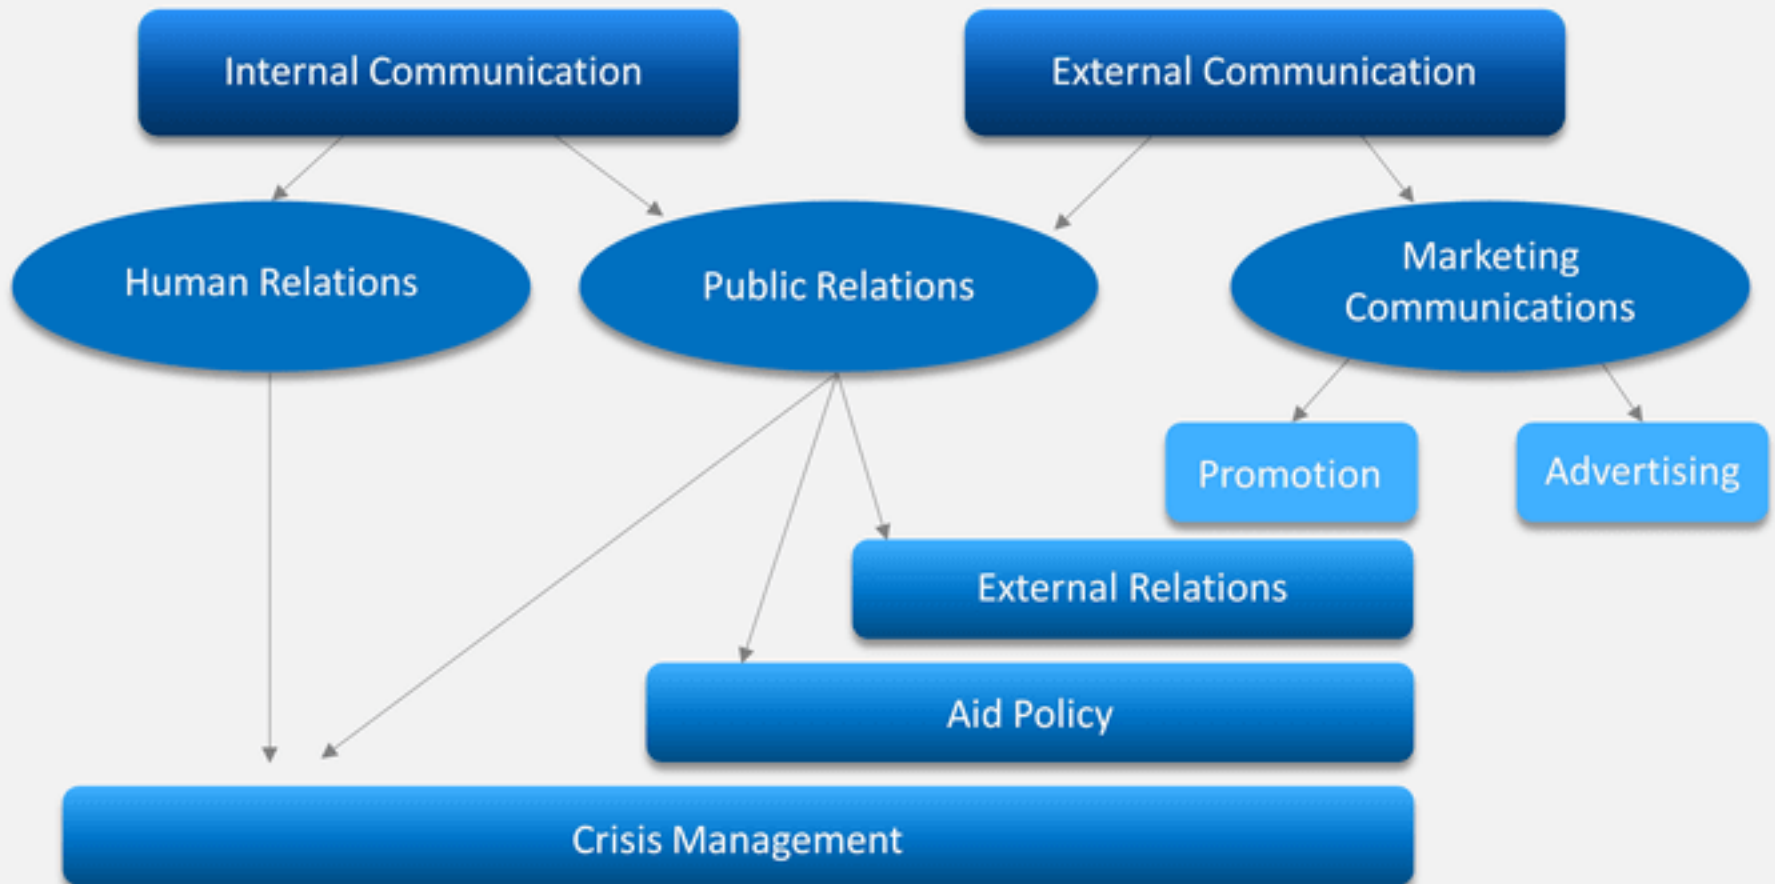 Internal Communication
External Communication
Human Relations
Public Relations
Marketing
Communications
Promotion
Advertising
External Relations
Aid Policy
Crisis Management